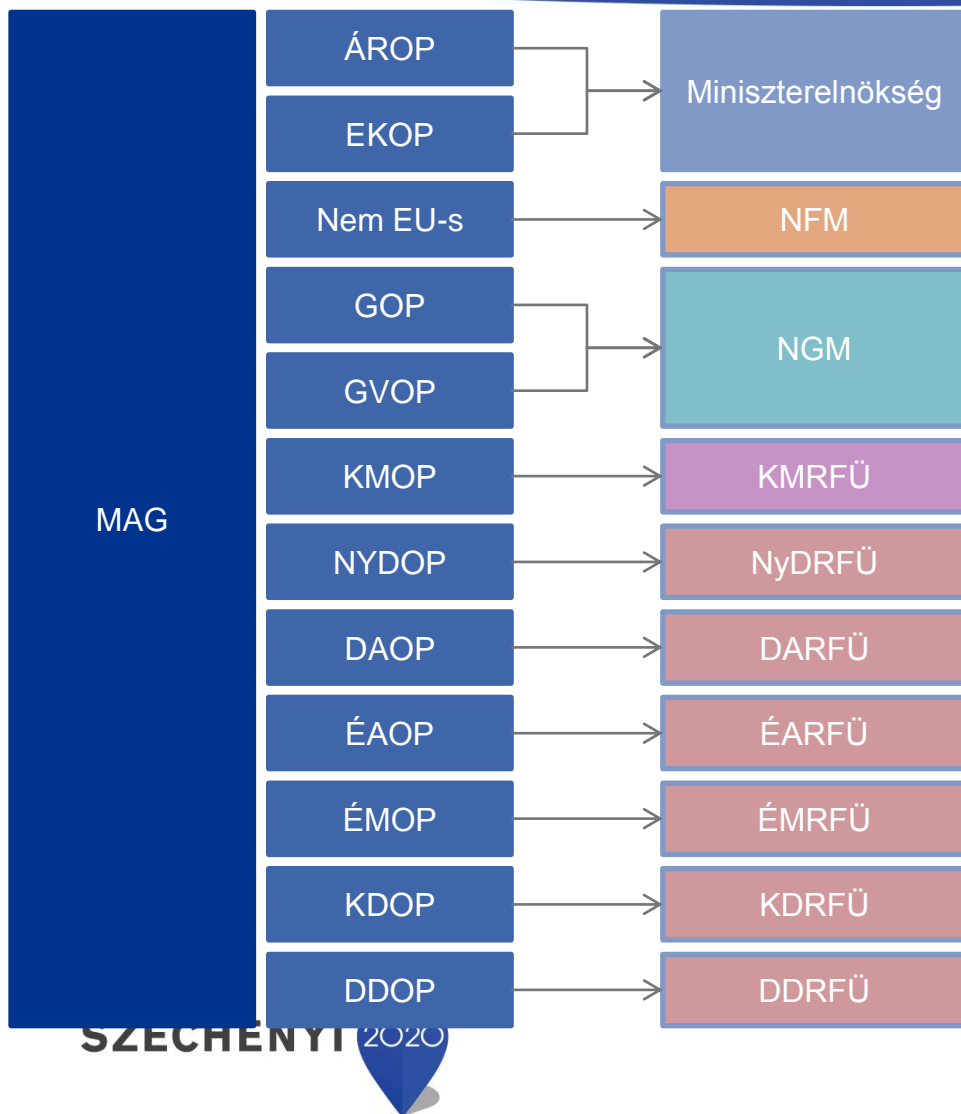 MAG
ÁROP
EKOP
Nem EU-s
GOP
GVOP
KMOP
NYDOP
DAOP
ÉAOP
ÉMOP
KDOP
DDOP
Miniszterelnökség
NFM
NGM
KMRFÜ
NyDRFÜ
DARFÜ
ÉARFÜ
ÉMRFÜ
KDRFÜ
DDRFÜ
SZÉCHENYI 2020